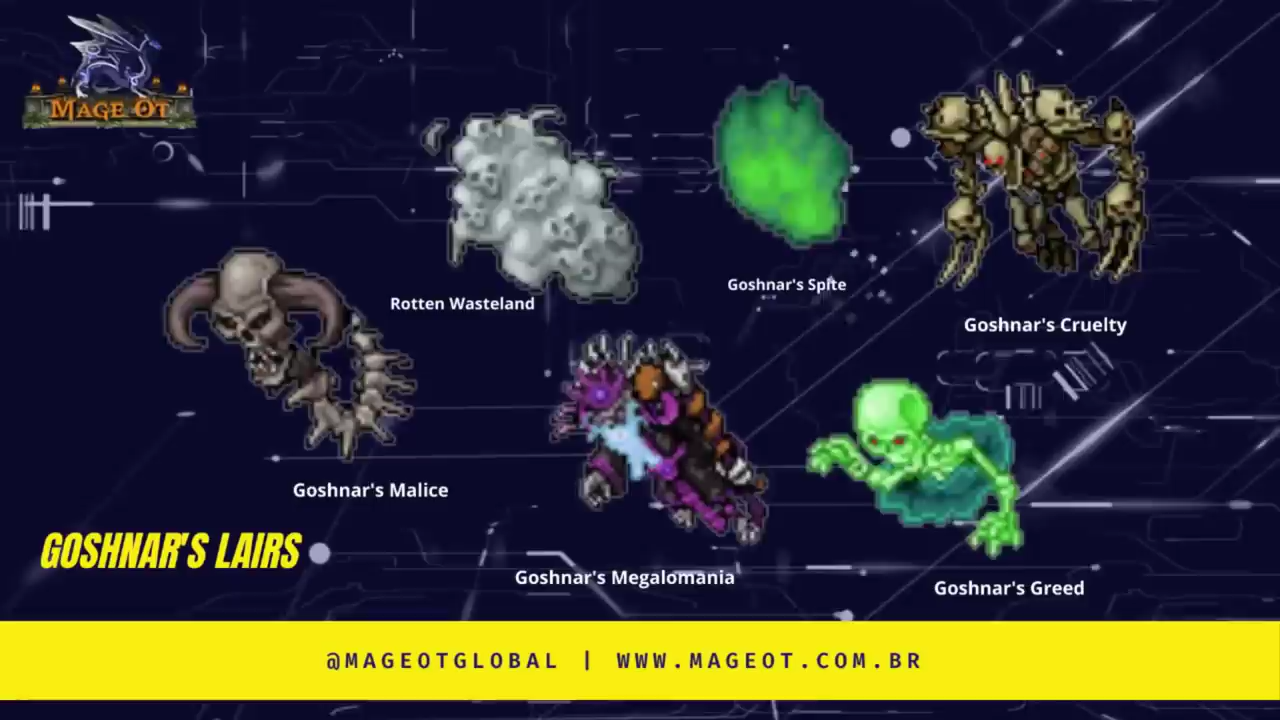 MAGE OT
Rotten Wasteland
Goshnar's Spite
Goshnar's Cruelty
Goshnar's Malice
Goshnar's Megalomania
Goshnar's Greed
GOSHNAR'S LAIRS
@MAGEOTGLOBAL | WWW.MAGEOT.COM.BR